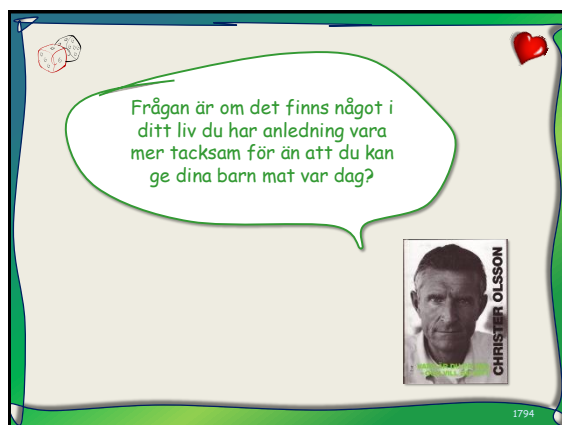 Frågan är om det finns något i
ditt liv du har anledning vara
mer tacksam för än att du kan
ge dina barn mat var dag?
CHRISTER OLSSON
1794